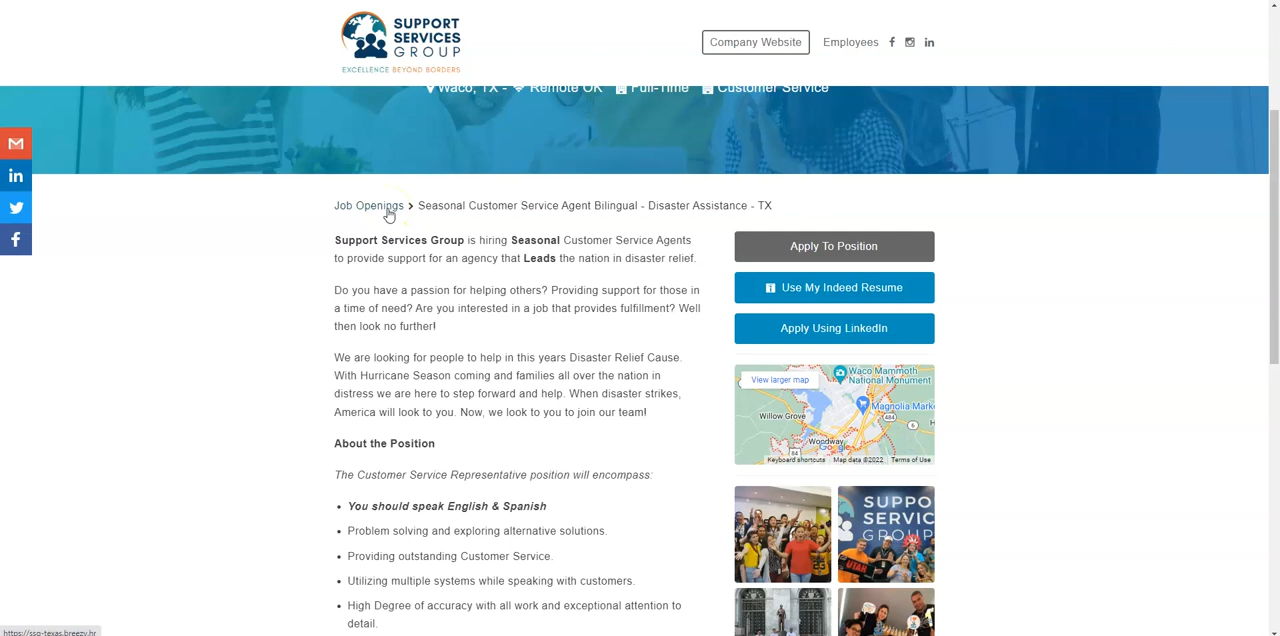 SUPPORT
SERVICES
GROUP
EXCELLENCE BEYOND BORDERS
Company Website
Employees
Waco, TX - Remote OK Full-Time Customer Service
Job Openings > Seasonal Customer Service Agent Bilingual - Disaster Assistance - TX
Support Services Group is hiring Seasonal Customer Service Agents
to provide support for an agency that Leads the nation in disaster relief.
Do you have a passion for helping others? Providing support for those in
a time of need? Are you interested in a job that provides fulfillment? Well
then look no further!
We are looking for people to help in this years Disaster Relief Cause.
With Hurricane Season coming and families all over the nation in
distress we are here to step forward and help. When disaster strikes,
America will look to you. Now, we look to you to join our team!
About the Position
The Customer Service Representative position will encompass:
• You should speak English & Spanish
• Problem solving and exploring alternative solutions.
• Providing outstanding Customer Service.
• Utilizing multiple systems while speaking with customers.
• High Degree of accuracy with all work and exceptional attention to
detail.
Apply To Position
Use My Indeed Resume
Apply Using LinkedIn
View larger map
Waco Mammoth
National Monument
Willow Grove
Magnolia Marke
484
6
Woodway
Google
84
Keyboard shortcuts Map data ©2022 Terms of Use
SUPPO
SERVIC
GROUP
UTAH
https://ssg-texas.breezy.hr